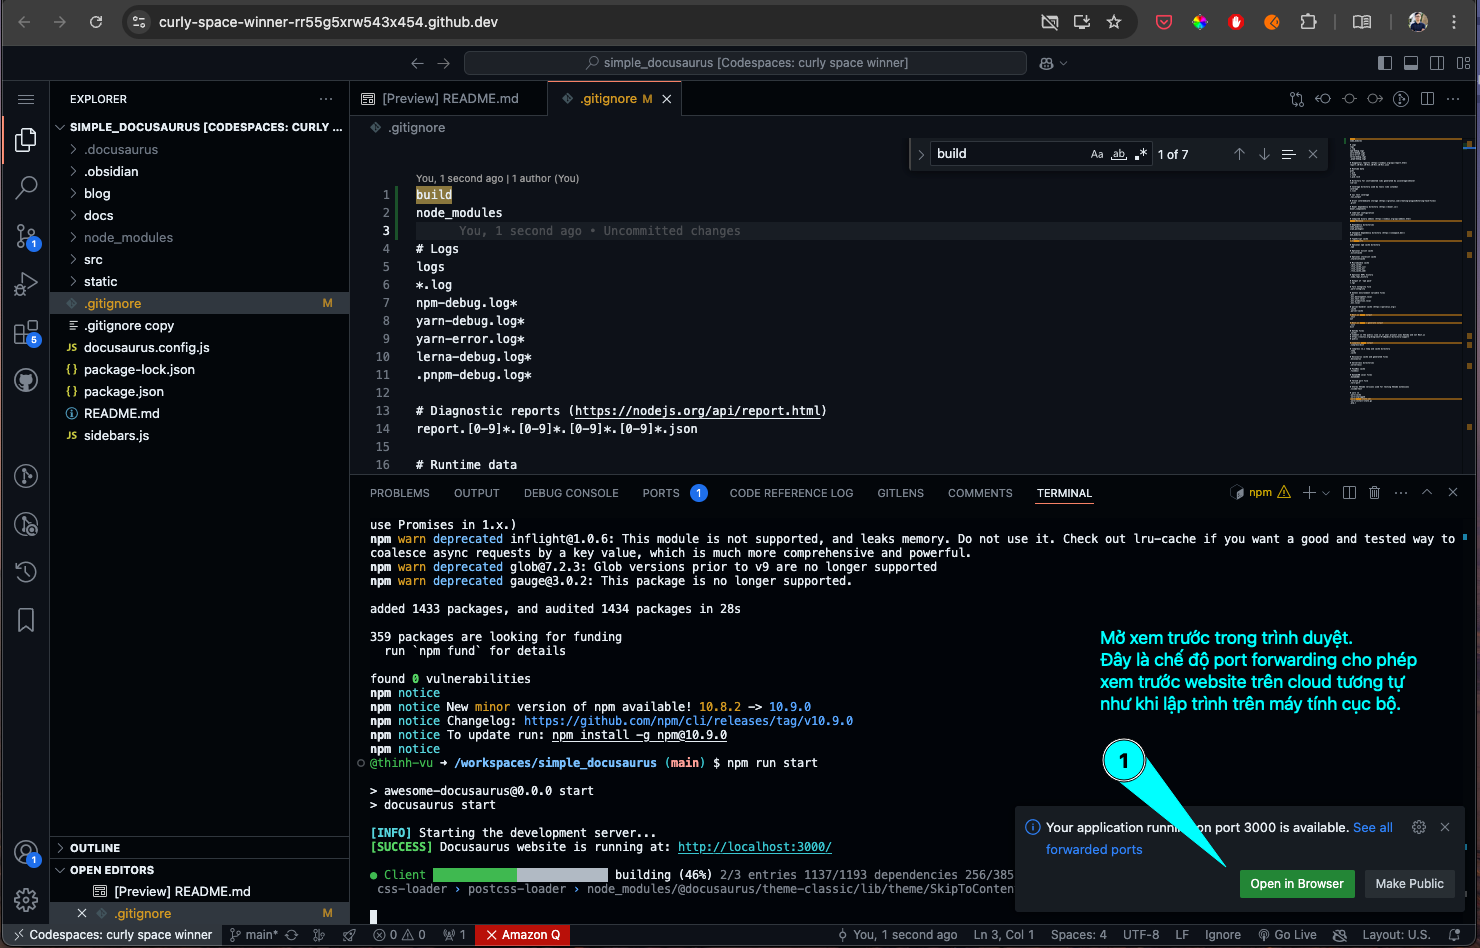 curly-space-winner-rr55g5xrw543x454.github.dev
simple_docusaurus [Codespaces: curly space winner]
EXPLORER
SIMPLE_DOCUSAURUS [CODESPACES: CURLY ...
.docusaurus
.obsidian
blog
docs
node_modules
src
static
.gitignore M
.gitignore copy
JS docusaurus.config.js
{} package-lock.json
{} package.json
README.md
JS sidebars.js
1
5
1
OUTLINE
OPEN EDITORS
[Preview] README.md
.gitignore M
[Preview] README.md
.gitignore M
.gitignore
build Aa ab 1 of 7
You, 1 second ago | 1 author (You)
1 build
2 node_modules
3 You, 1 second ago • Uncommitted changes
4 # Logs
5 logs
6 *.log
7 npm-debug.log*
8 yarn-debug.log*
9 yarn-error.log*
10 lerna-debug.log*
11 .pnpm-debug.log*
12
13 # Diagnostic reports (https://nodejs.org/api/report.html)
14 report.[0-9]*.[0-9]*.[0-9]*.[0-9]*.json
15
16 # Runtime data
PROBLEMS OUTPUT DEBUG CONSOLE PORTS 1 CODE REFERENCE LOG GITLENS COMMENTS TERMINAL npm
use Promises in 1.x.)
npm warn deprecated inflight@1.0.6: This module is not supported, and leaks memory. Do not use it. Check out lru-cache if you want a good and tested way to
coalesce async requests by a key value, which is much more comprehensive and powerful.
npm warn deprecated glob@7.2.3: Glob versions prior to v9 are no longer supported
npm warn deprecated gauge@3.0.2: This package is no longer supported.
added 1433 packages, and audited 1434 packages in 28s
359 packages are looking for funding
run `npm fund` for details
found 0 vulnerabilities
npm notice
npm notice New minor version of npm available! 10.8.2 -> 10.9.0
npm notice Changelog: https://github.com/npm/cli/releases/tag/v10.9.0
npm notice To update run: npm install -g npm@10.9.0
npm notice
@thinh-vu → /workspaces/simple_docusaurus (main) $ npm run start
> awesome-docusaurus@0.0.0 start
> docusaurus start
[INFO] Starting the development server...
[SUCCESS] Docusaurus website is running at: http://localhost:3000/
● Client building (46%) 2/3 entries 1137/1193 dependencies 256/385
css-loader › postcss-loader › node_modules/@docusaurus/theme-classic/lib/theme/SkipToConten
Mở xem trước trong trình duyệt.
Đây là chế độ port forwarding cho phép
xem trước website trên cloud tương tự
như khi lập trình trên máy tính cục bộ.
1
Your application running on port 3000 is available. See all
forwarded ports
Open in Browser Make Public
Codespaces: curly space winner main* 0 0 1 Amazon Q You, 1 second ago Ln 3, Col 1 Spaces: 4 UTF-8 LF Ignore Go Live Layout: U.S.